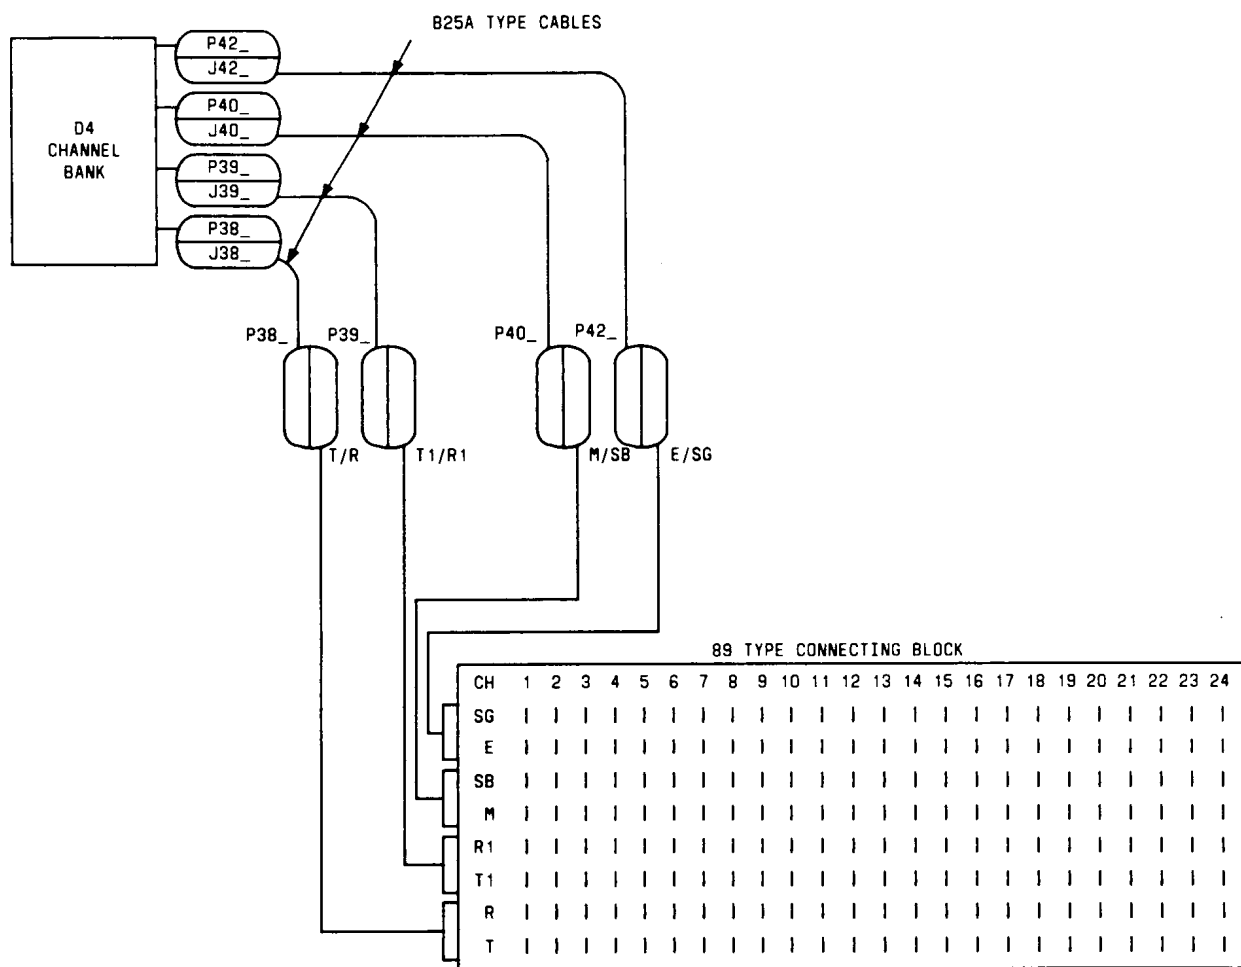 B25A TYPE CABLES
P42_
J42_
P40_
J40_
D4
CHANNEL
BANK
P39_
J39_
P38_
J38_
P38_ P39_ P40_ P42_
T/R T1/R1 M/SB E/SG
89 TYPE CONNECTING BLOCK
CH 1 2 3 4 5 6 7 8 9 10 11 12 13 14 15 16 17 18 19 20 21 22 23 24
SG
E
SB
M
R1
T1
R
T